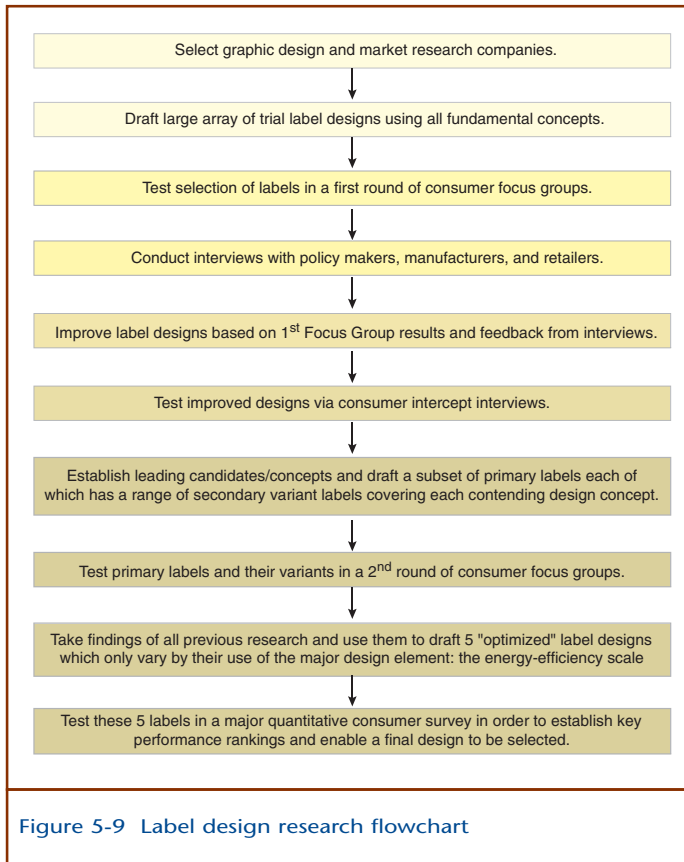 Select graphic design and market research companies.
Draft large array of trial label designs using all fundamental concepts.
Test selection of labels in a first round of consumer focus groups.
Conduct interviews with policy makers, manufacturers, and retailers.
Improve label designs based on 1st Focus Group results and feedback from interviews.
Test improved designs via consumer intercept interviews.
Establish leading candidates/concepts and draft a subset of primary labels each of
which has a range of secondary variant labels covering each contending design concept.
Test primary labels and their variants in a 2nd round of consumer focus groups.
Take findings of all previous research and use them to draft 5 "optimized" label designs
which only vary by their use of the major design element: the energy-efficiency scale
Test these 5 labels in a major quantitative consumer survey in order to establish key
performance rankings and enable a final design to be selected.
Figure 5-9 Label design research flowchart